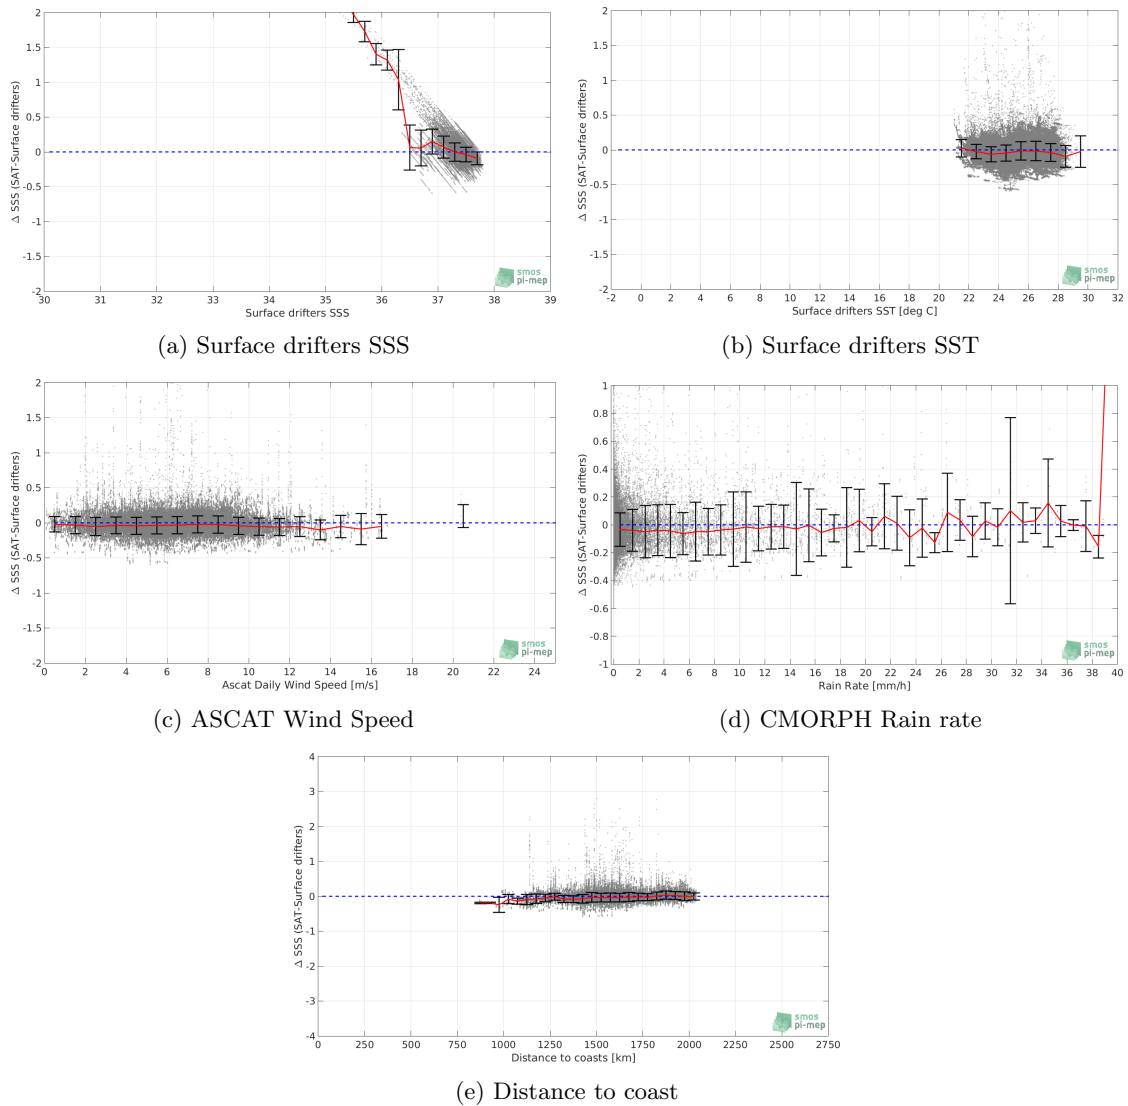 2
1.5
1
0.5
0
-0.5
-1
-1.5
-2
Δ SSS (SAT-Surface drifters)
30 31 32 33 34 35 36 37 38 39
Surface drifters SSS
smos
pi-mep
(a) Surface drifters SSS
2
1.5
1
0.5
0
-0.5
-1
-1.5
-2
Δ SSS (SAT-Surface drifters)
-2 0 2 4 6 8 10 12 14 16 18 20 22 24 26 28 30 32
Surface drifters SST [deg C]
smos
pi-mep
(b) Surface drifters SST
2
1.5
1
0.5
0
-0.5
-1
-1.5
-2
Δ SSS (SAT-Surface drifters)
0 2 4 6 8 10 12 14 16 18 20 22 24
Ascat Daily Wind Speed [m/s]
smos
pi-mep
(c) ASCAT Wind Speed
1
0.8
0.6
0.4
0.2
0
-0.2
-0.4
-0.6
-0.8
-1
Δ SSS (SAT-Surface drifters)
0 2 4 6 8 10 12 14 16 18 20 22 24 26 28 30 32 34 36 38 40
Rain Rate [mm/h]
smos
pi-mep
(d) CMORPH Rain rate
4
3
2
1
0
-1
-2
-3
-4
Δ SSS (SAT-Surface drifters)
0 250 500 750 1000 1250 1500 1750 2000 2250 2500 2750
Distance to coasts [km]
smos
pi-mep
(e) Distance to coast